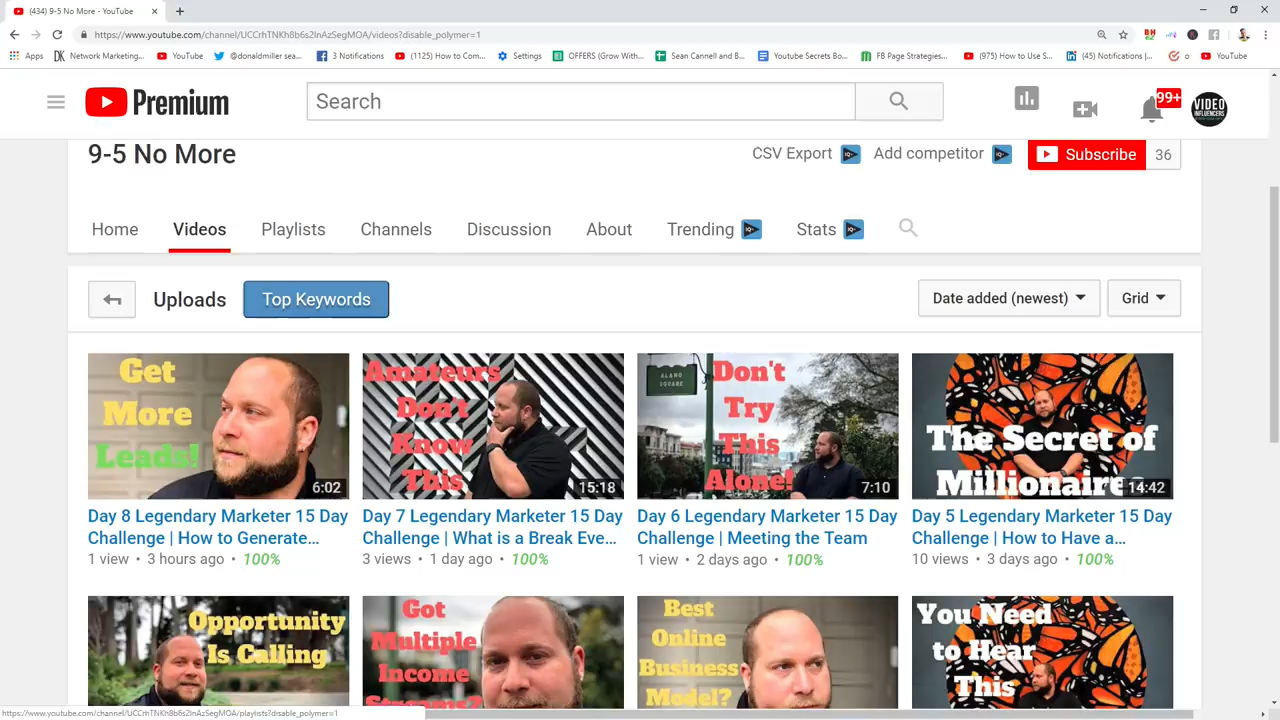 (434) 9-5 No More - YouTube
https://www.youtube.com/channel/UCCrhTNKh8b6s2InAzSegMOA/videos?disable_polymer=1
Apps Network Marketing... YouTube @donaldmiller sea... 3 Notifications (1125) How to Com... Settings OFFERS (Grow With... Sean Cannell and B... Youtube Secrets Bo... FB Page Strategies... (975) How to Use S... (45) Notifications |... YouTube
Premium
Search
99+
VIDEO INFLUENCERS
9-5 No More
CSV Export Add competitor Subscribe 36
Home Videos Playlists Channels Discussion About Trending Stats
Uploads Top Keywords Date added (newest) Grid
Get
More
Leads!
6:02
Amateurs
Don't
Know
This
15:18
ALAMO
SQUARE
Don't
Try
This
Alone!
7:10
The Secret of
Millionaire
14:42
Day 8 Legendary Marketer 15 Day
Challenge | How to Generate...
1 view • 3 hours ago • 100%
Day 7 Legendary Marketer 15 Day
Challenge | What is a Break Eve...
3 views • 1 day ago • 100%
Day 6 Legendary Marketer 15 Day
Challenge | Meeting the Team
1 view • 2 days ago • 100%
Day 5 Legendary Marketer 15 Day
Challenge | How to Have a...
10 views • 3 days ago • 100%
Opportunity
Is Calling
Got
Multiple
Income
Streams?
Best
Online
Business
Model?
You Need
to Hear
This
https://www.youtube.com/channel/UCCrhTNKh8b6s2InAzSegMOA/playlists?disable_polymer=1